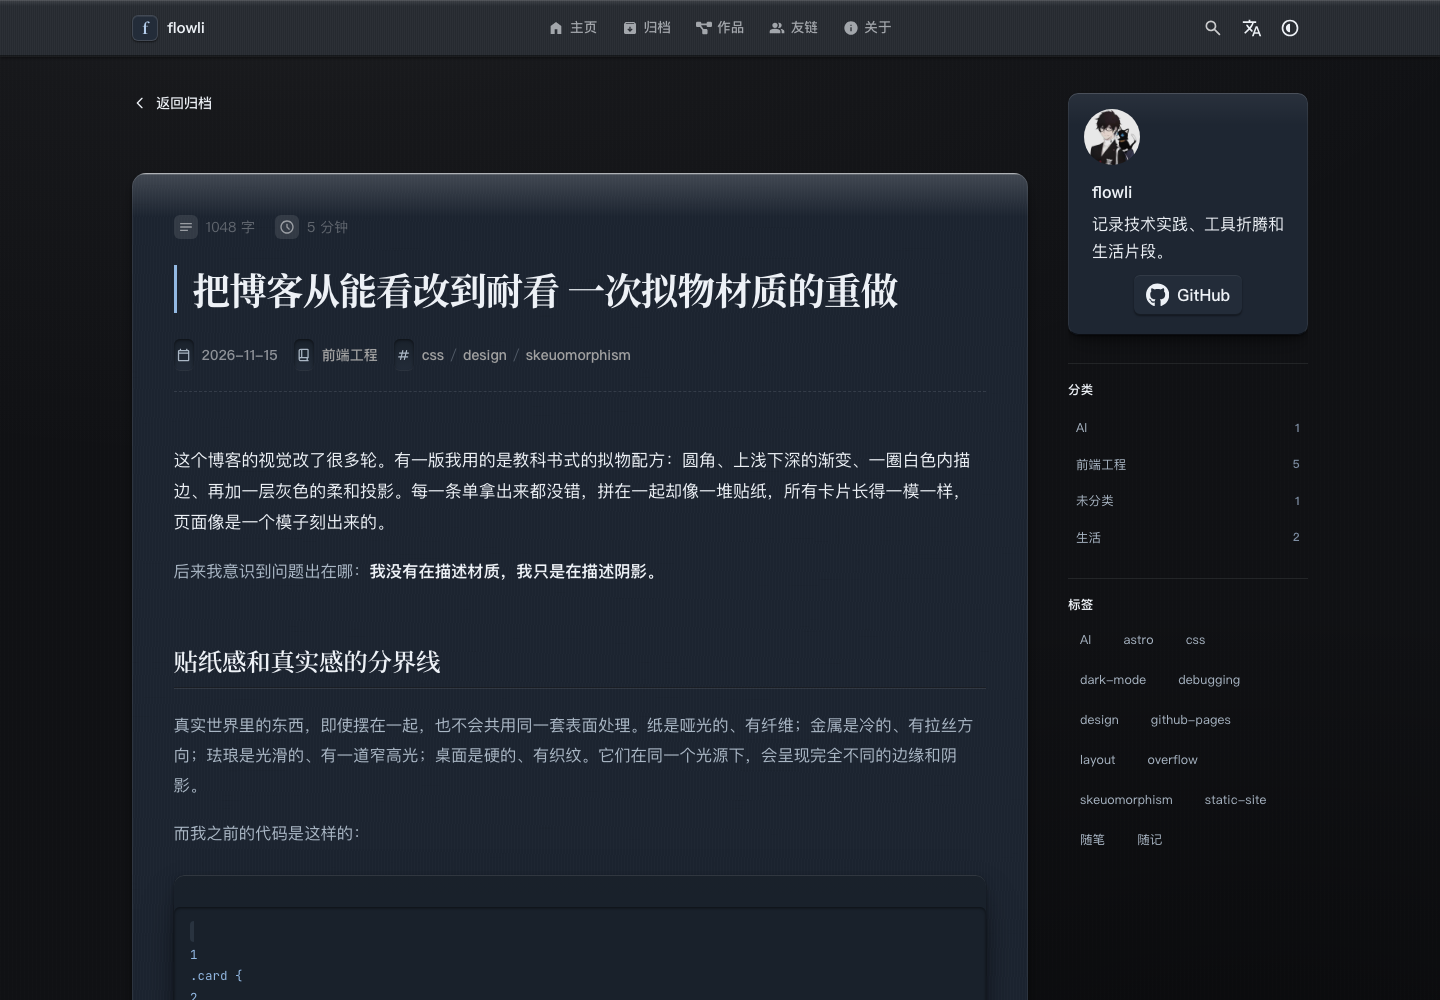 f flowli
主页 归档 作品 友链 关于
返回归档
1048 字 5 分钟
把博客从能看改到耐看 一次拟物材质的重做
2026-11-15 前端工程 # css / design / skeuomorphism
这个博客的视觉改了很多轮。有一版我用的是教科书式的拟物配方：圆角、上浅下深的渐变、一圈白色内描
边、再加一层灰色的柔和投影。每一条单拿出来都没错，拼在一起却像一堆贴纸，所有卡片长得一模一样，
页面像是一个模子刻出来的。
后来我意识到问题出在哪：我没有在描述材质，我只是在描述阴影。
贴纸感和真实感的分界线
真实世界里的东西，即使摆在一起，也不会共用同一套表面处理。纸是哑光的、有纤维；金属是冷的、有拉丝方
向；珐琅是光滑的、有一道窄高光；桌面是硬的、有织纹。它们在同一个光源下，会呈现完全不同的边缘和阴
影。
而我之前的代码是这样的：
1
.card {
2
flowli
记录技术实践、工具折腾和
生活片段。
GitHub
分类
AI 1
前端工程 5
未分类 1
生活 2
标签
AI astro css
dark-mode debugging
design github-pages
layout overflow
skeuomorphism static-site
随笔 随记